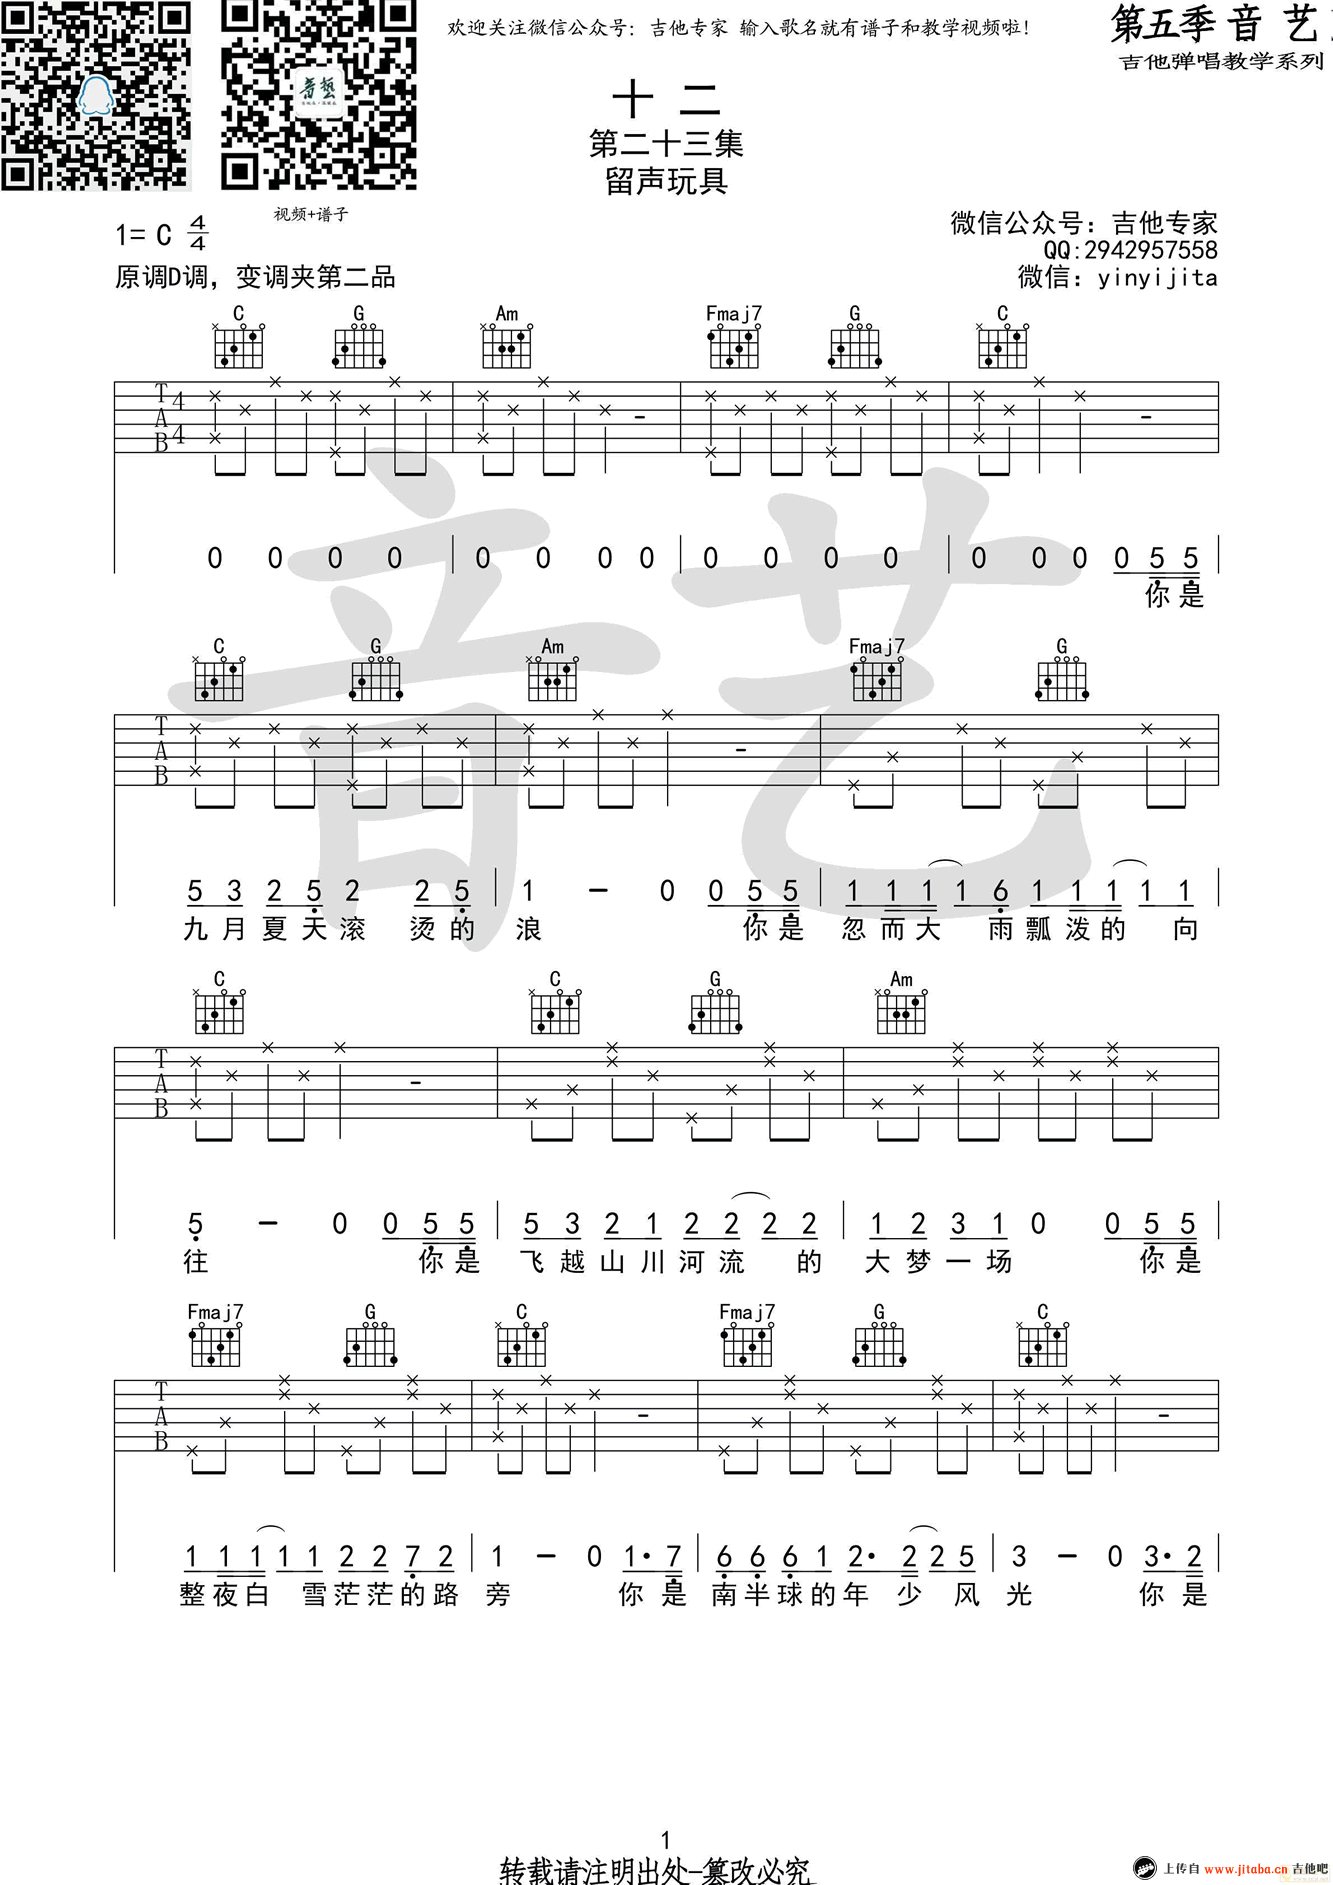 欢迎关注微信公众号：吉他专家 输入歌名就有谱子和教学视频啦！
第五季音 艺
吉他弹唱教学系列
十 二
第二十三集
留声玩具
视频+谱子
1= C 4/4
微信公众号：吉他专家
QQ:2942957558
原调D调，变调夹第二品
微信：yinyijita
C G Am Fmaj7 G C
T A B 4 4
0 0 0 0 0 0 0 0 0 0 0 0 0 0 0 5 5
你 是
C G Am Fmaj7 G
T A B
5 3 2 5 2 2 5 1 － 0 0 5 5 1 1 1 1 6 1 1 1 1 1
九 月 夏 天 滚 烫 的 浪 你 是 忽 而 大 雨 瓢 泼 的 向
C C G Am
T A B
5 － 0 0 5 5 5 3 2 1 2 2 2 2 1 2 3 1 0 0 5 5
往 你 是 飞 越 山 川 河 流 的 大 梦 一 场 你 是
Fmaj7 G C Fmaj7 G C
T A B
1 1 1 1 1 2 2 7 2 1 － 0 1· 7 6 6 6 1 2· 2 2 5 3 － 0 3· 2
整 夜 白 雪 茫 茫 的 路 旁 你 是 南 半 球 的 年 少 风 光 你 是
音艺
1
转载请注明出处-篡改必究
上传自 www.jitaba.cn 吉他吧